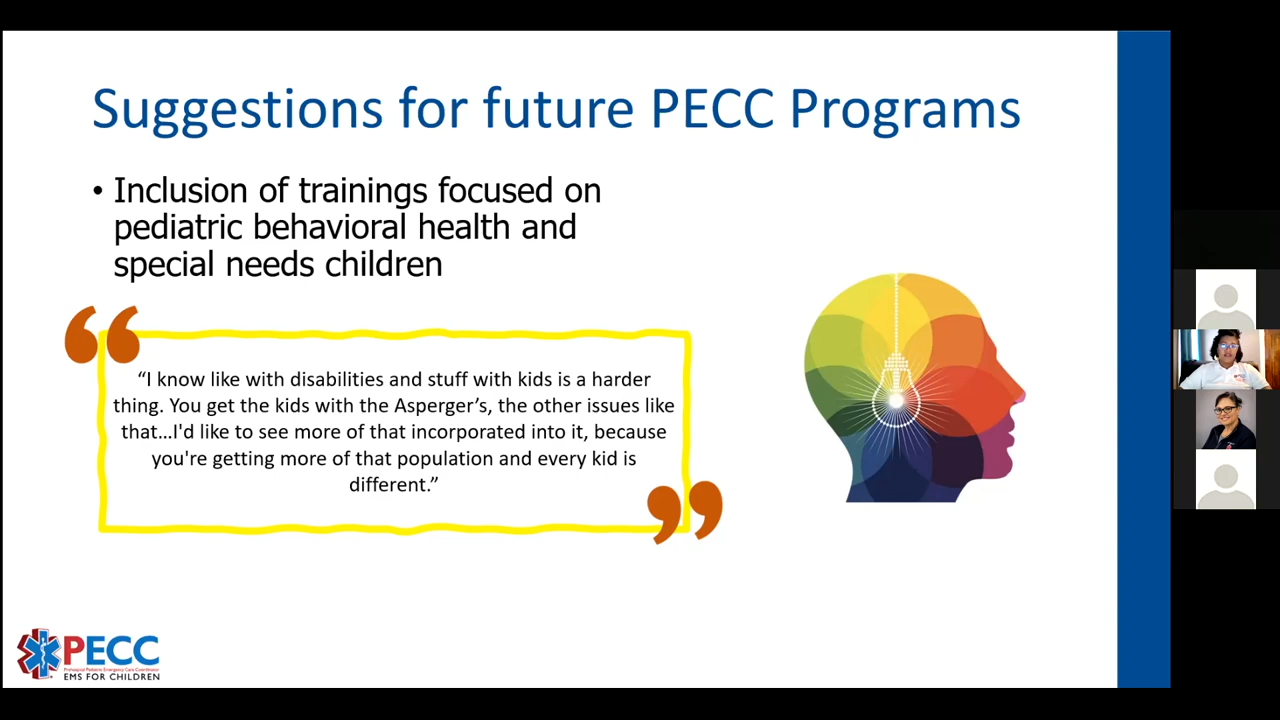 Suggestions for future PECC Programs
• Inclusion of trainings focused on
pediatric behavioral health and
special needs children
“I know like with disabilities and stuff with kids is a harder
thing. You get the kids with the Asperger’s, the other issues like
that…I'd like to see more of that incorporated into it, because
you're getting more of that population and every kid is
different.”
PECC
Prehospital Pediatric Emergency Care Coordinator
EMS FOR CHILDREN